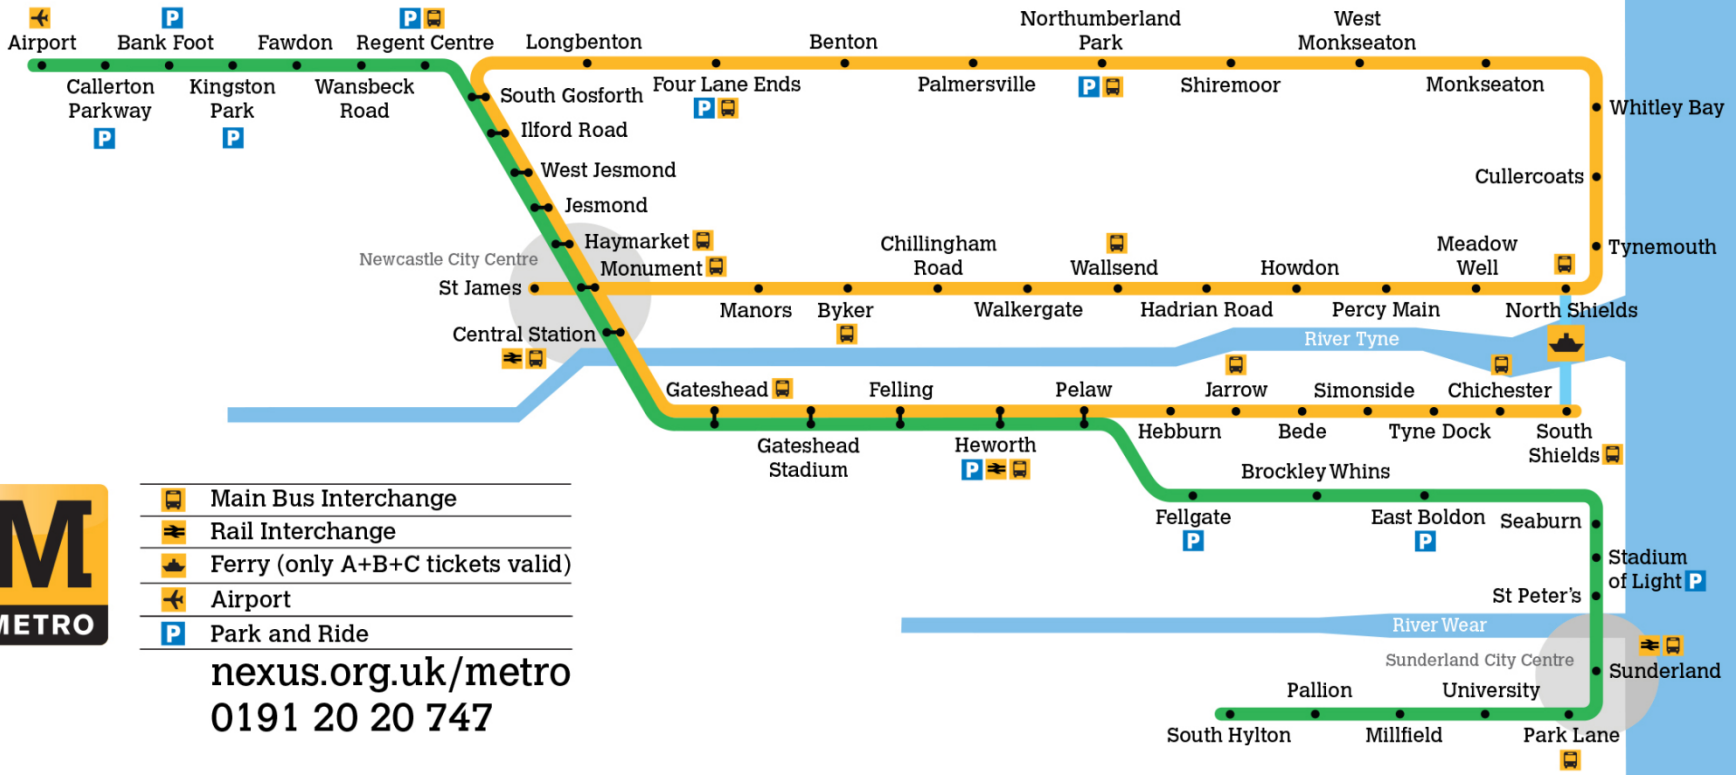 Airport
Bank Foot
Fawdon
Regent Centre
Callerton
Parkway
Kingston
Park
Wansbeck
Road
P
P
P
P
Longbenton
Four Lane Ends
P
Benton
Palmersville
Northumberland
Park
P
Shiremoor
West
Monkseaton
Monkseaton
Whitley Bay
Cullercoats
Tynemouth
South Gosforth
Ilford Road
West Jesmond
Jesmond
Haymarket
Newcastle City Centre
Monument
St James
Central Station
Manors
Byker
Chillingham
Road
Walkergate
Wallsend
Hadrian Road
Howdon
Percy Main
Meadow
Well
North Shields
River Tyne
Gateshead
Gateshead
Stadium
Felling
Heworth
P
Pelaw
Hebburn
Jarrow
Bede
Simonside
Tyne Dock
Chichester
South
Shields
Brockley Whins
Fellgate
P
East Boldon
P
Seaburn
Stadium
of Light P
St Peter's
River Wear
Sunderland City Centre
Sunderland
Pallion
University
South Hylton
Millfield
Park Lane
M
METRO
Main Bus Interchange
Rail Interchange
Ferry (only A+B+C tickets valid)
Airport
P Park and Ride
nexus.org.uk/metro
0191 20 20 747